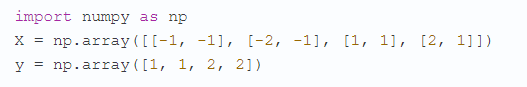 import numpy as np
X = np.array([[-1, -1], [-2, -1], [1, 1], [2, 1]])
y = np.array([1, 1, 2, 2])